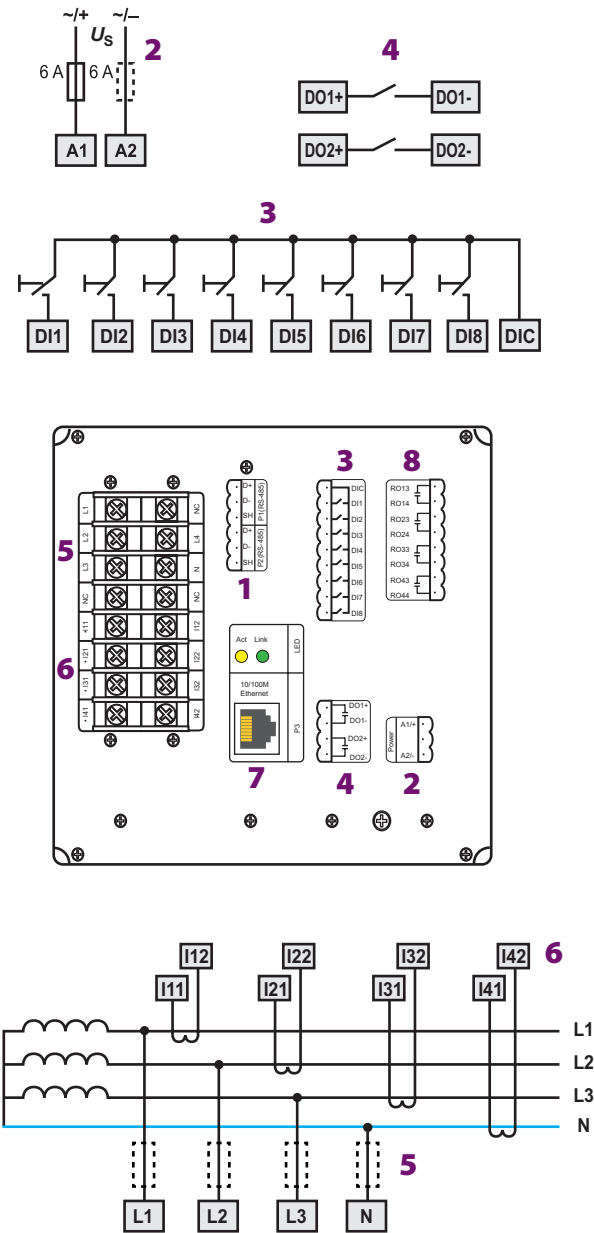 ~/+ ~/–
U S
2
6 A 6 A
A1 A2
4
DO1+ DO1-
DO2+ DO2-
3
DI1 DI2 DI3 DI4 DI5 DI6 DI7 DI8 DIC
5
6
L1 NC
L2 L4
L3 N
NC NC
•I11 I12
•I21 I22
•I31 I32
•I41 I42
D+
D-
SH
P1(RS-485)
D+
D-
SH
P2(RS-485)
1
3
DIC
DI1
DI2
DI3
DI4
DI5
DI6
DI7
DI8
8
RO13
RO14
RO23
RO24
RO33
RO34
RO43
RO44
Act Link
LED
10/100M
Ethernet
P3
7
DO1+
DO1-
DO2+
DO2-
4
Power
A1/+
A2/-
2
I12 I22 I32 I42 6
I11 I21 I31 I41
L1
L2
L3
N
5
L1 L2 L3 N